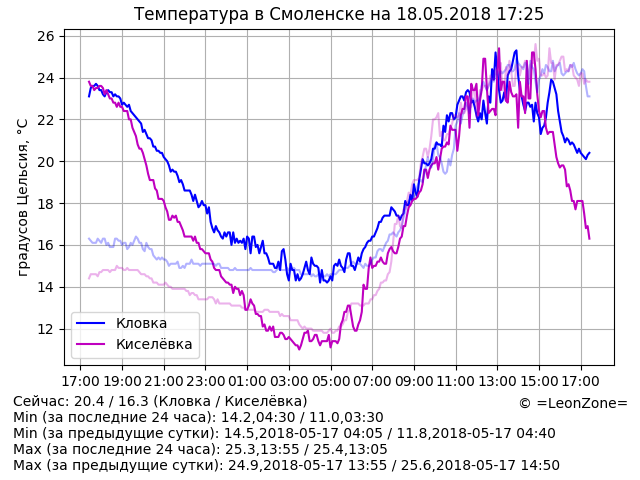 Температура в Смоленске на 18.05.2018 17:25
26
24
22
20
18
16
14
12
градусов Цельсия, °C
Кловка
Киселёвка
17:00 19:00 21:00 23:00 01:00 03:00 05:00 07:00 09:00 11:00 13:00 15:00 17:00
Сейчас: 20.4 / 16.3 (Кловка / Киселёвка)
© =LeonZone=
Min (за последние 24 часа): 14.2,04:30 / 11.0,03:30
Min (за предыдущие сутки): 14.5,2018-05-17 04:05 / 11.8,2018-05-17 04:40
Max (за последние 24 часа): 25.3,13:55 / 25.4,13:05
Max (за предыдущие сутки): 24.9,2018-05-17 13:55 / 25.6,2018-05-17 14:50